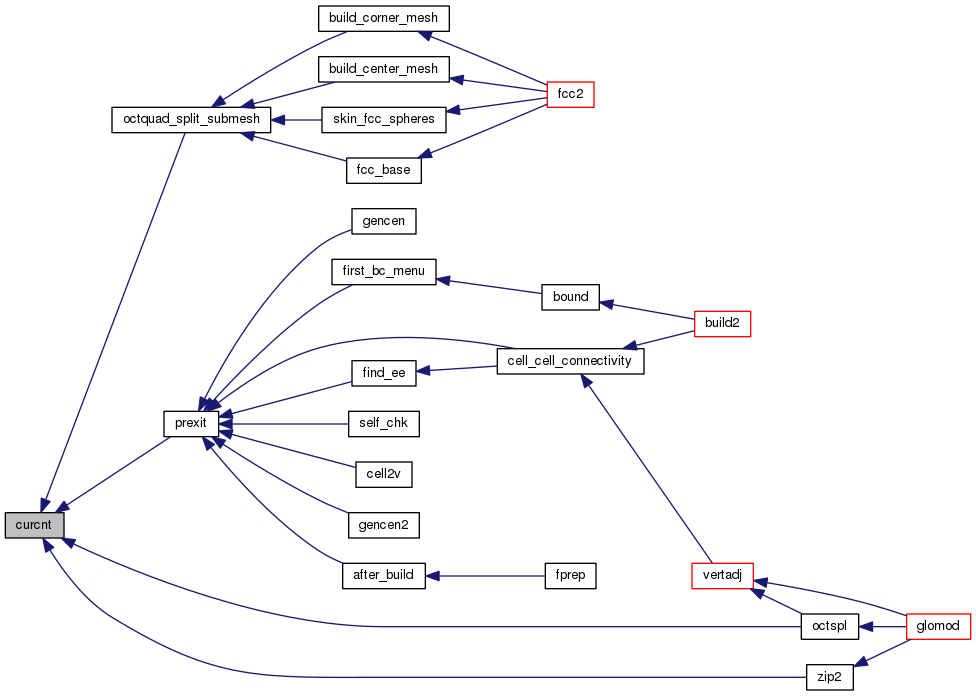 build_corner_mesh
build_center_mesh
fcc2
octquad_split_submesh
skin_fcc_spheres
fcc_base
gencen
first_bc_menu
bound
build2
cell_cell_connectivity
find_ee
prexit
self_chk
cell2v
curcnt
gencen2
after_build
fprep
vertadj
octspl
glomod
zip2